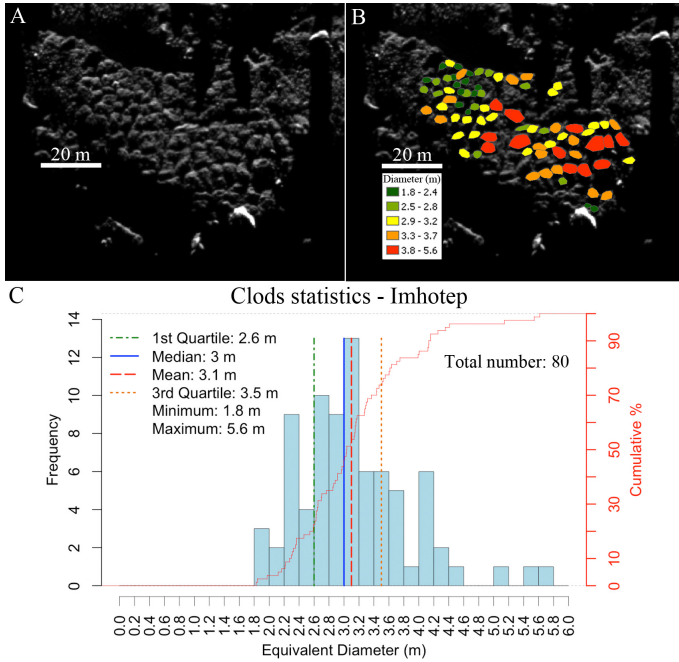 A
B
20 m
20 m
Diameter (m)
1.8 - 2.4
2.5 - 2.8
2.9 - 3.2
3.3 - 3.7
3.8 - 5.6
C
Clods statistics - Imhotep
1st Quartile: 2.6 m
Median: 3 m
Mean: 3.1 m
3rd Quartile: 3.5 m
Minimum: 1.8 m
Maximum: 5.6 m
Total number: 80
Frequency
0 2 4 6 8 10 12 14
Cumulative %
0 10 30 50 70 90
0.0 0.2 0.4 0.6 0.8 1.0 1.2 1.4 1.6 1.8 2.0 2.2 2.4 2.6 2.8 3.0 3.2 3.4 3.6 3.8 4.0 4.2 4.4 4.6 4.8 5.0 5.2 5.4 5.6 5.8 6.0
Equivalent Diameter (m)